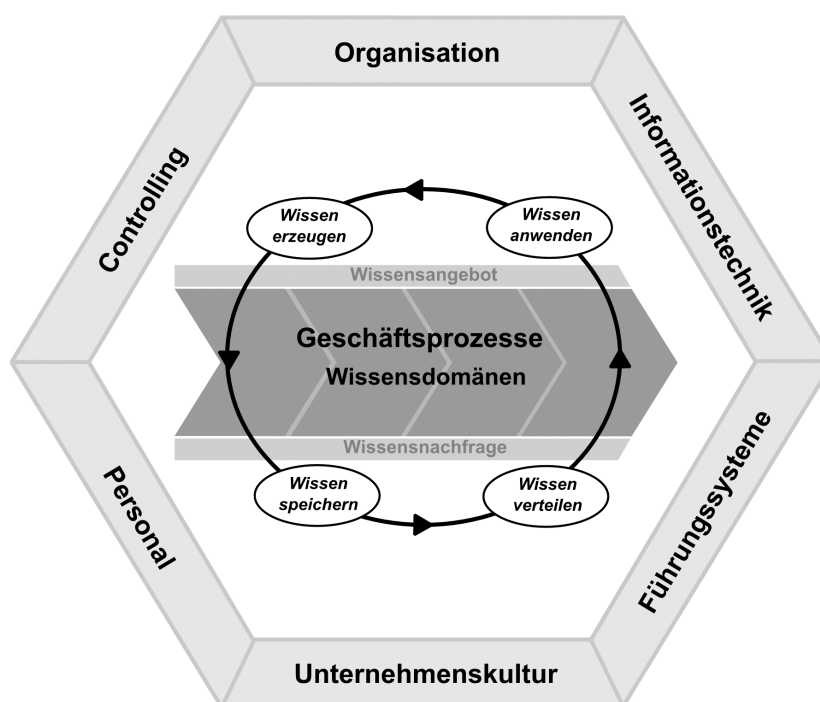 Organisation
Controlling
Informationstechnik
Wissen
erzeugen
Wissen
anwenden
Wissensangebot
Geschäftsprozesse
Wissensdomänen
Wissensnachfrage
Wissen
speichern
Wissen
verteilen
Personal
Führungssysteme
Unternehmenskultur